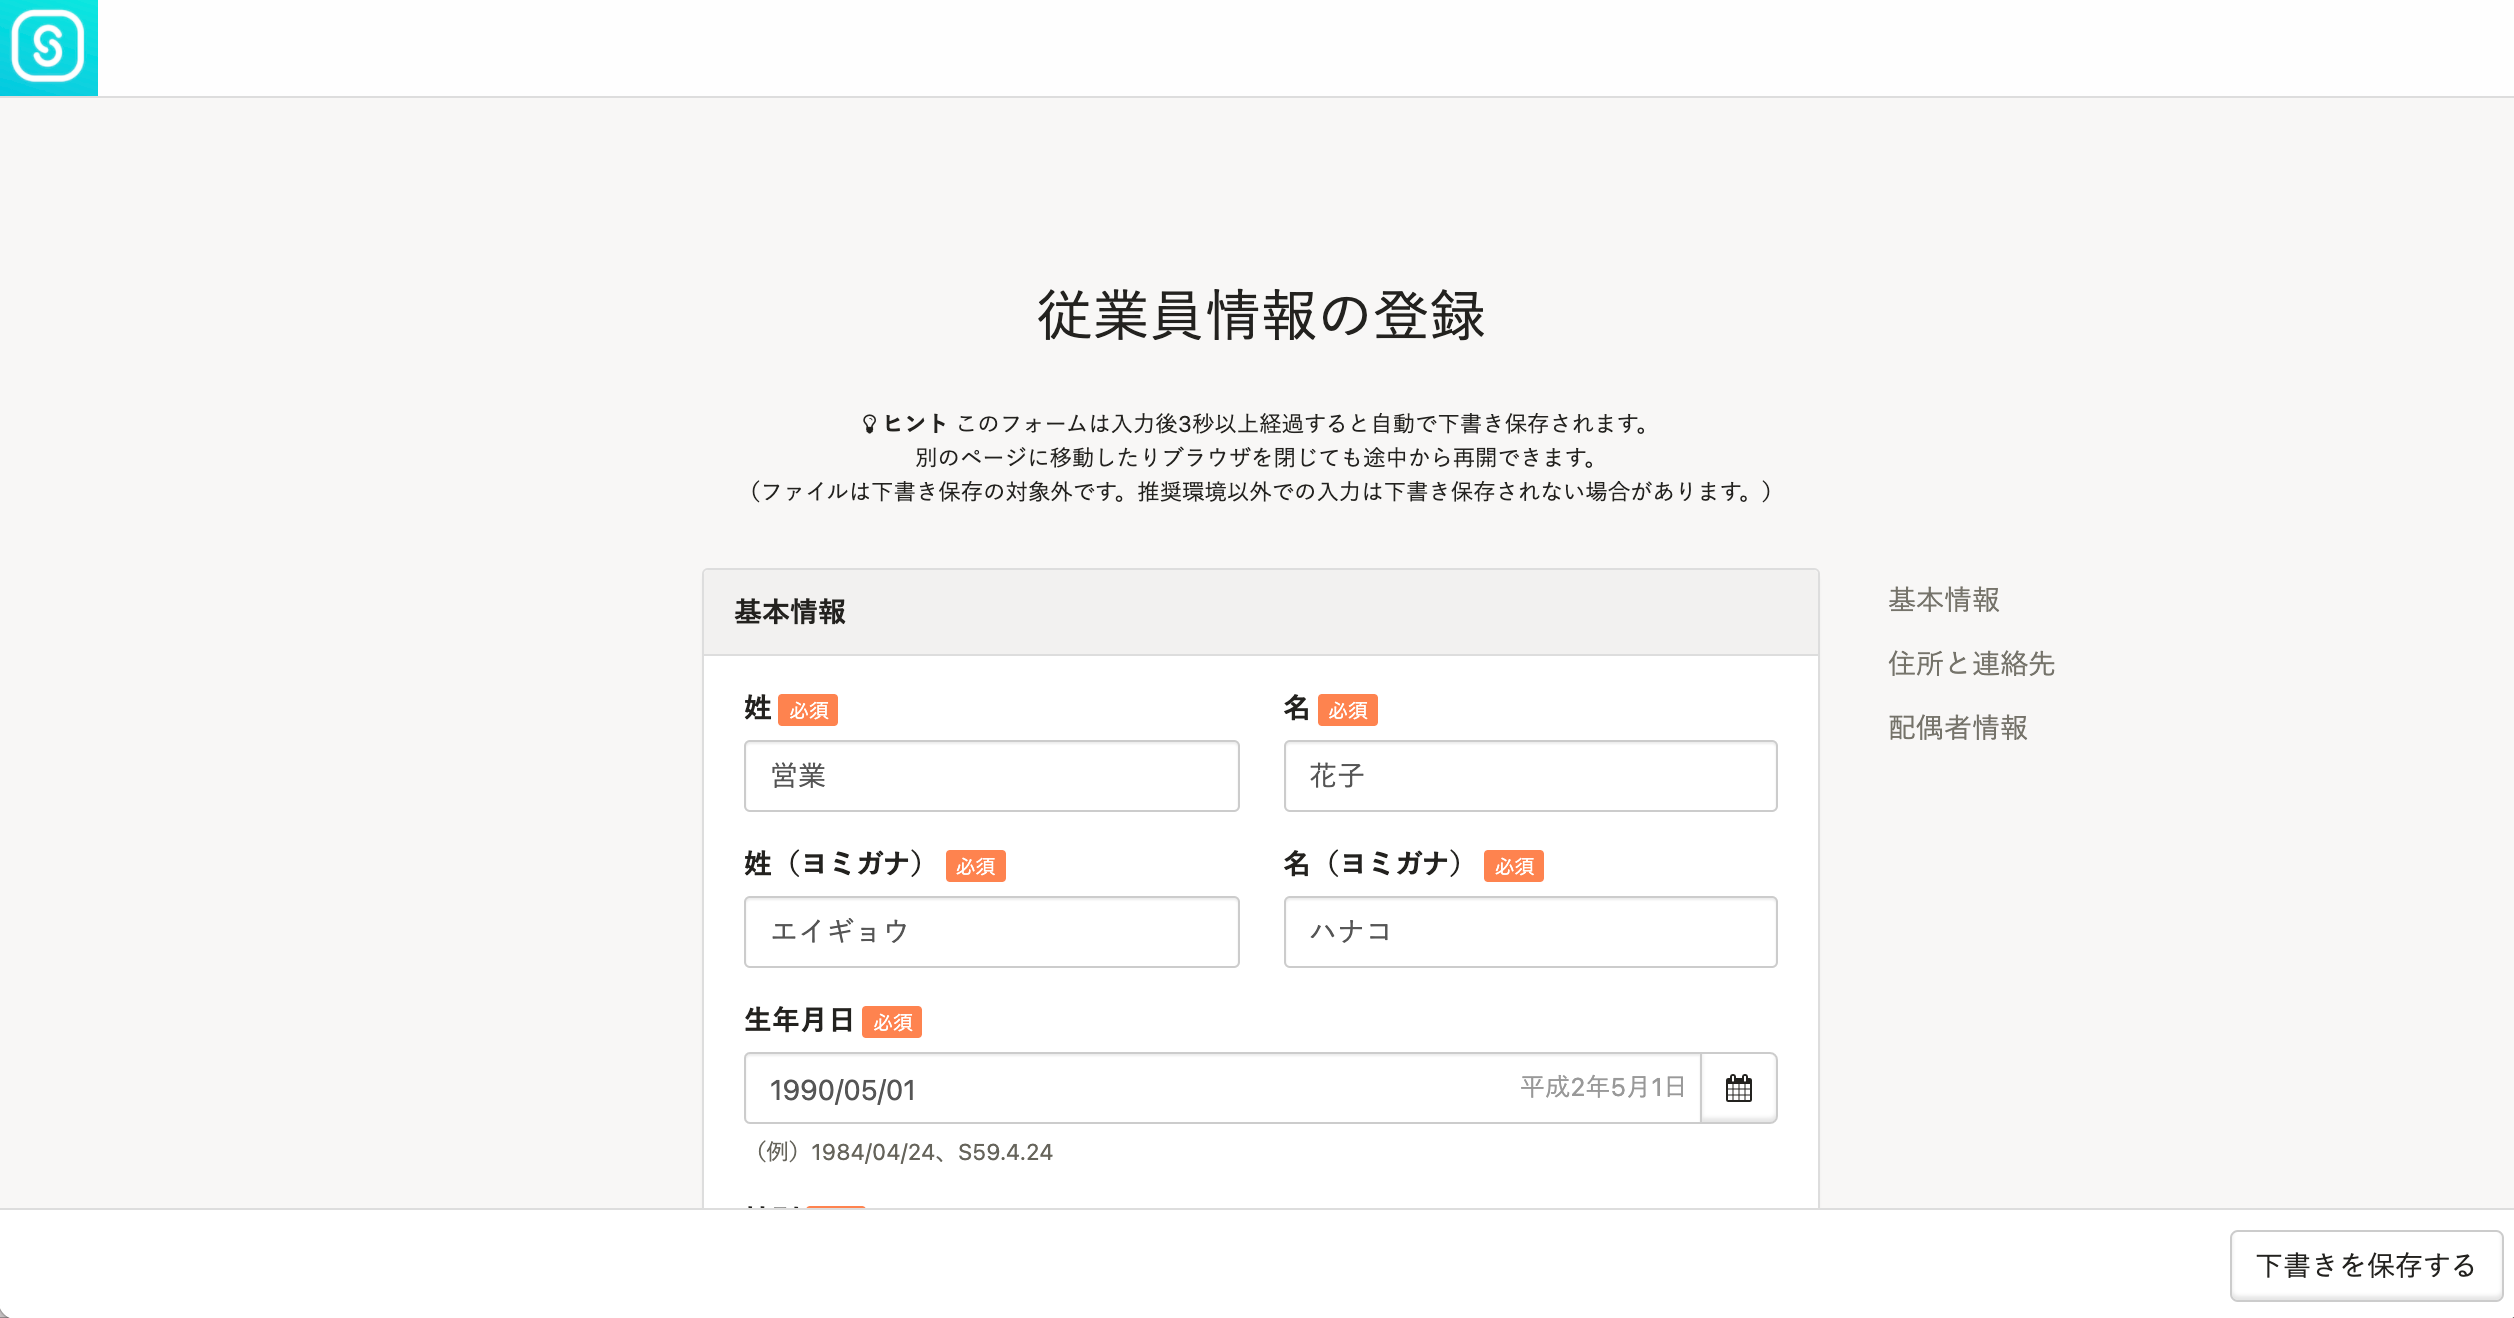 従業員情報の登録
ヒント このフォームは入力後3秒以上経過すると自動で下書き保存されます。
別のページに移動したりブラウザを閉じても途中から再開できます。
（ファイルは下書き保存の対象外です。推奨環境以外での入力は下書き保存されない場合があります。）
基本情報
姓 必須
営業
名 必須
花子
姓（ヨミガナ） 必須
エイギョウ
名（ヨミガナ） 必須
ハナコ
生年月日 必須
1990/05/01 平成2年5月1日
（例）1984/04/24、S59.4.24
基本情報
住所と連絡先
配偶者情報
下書きを保存する